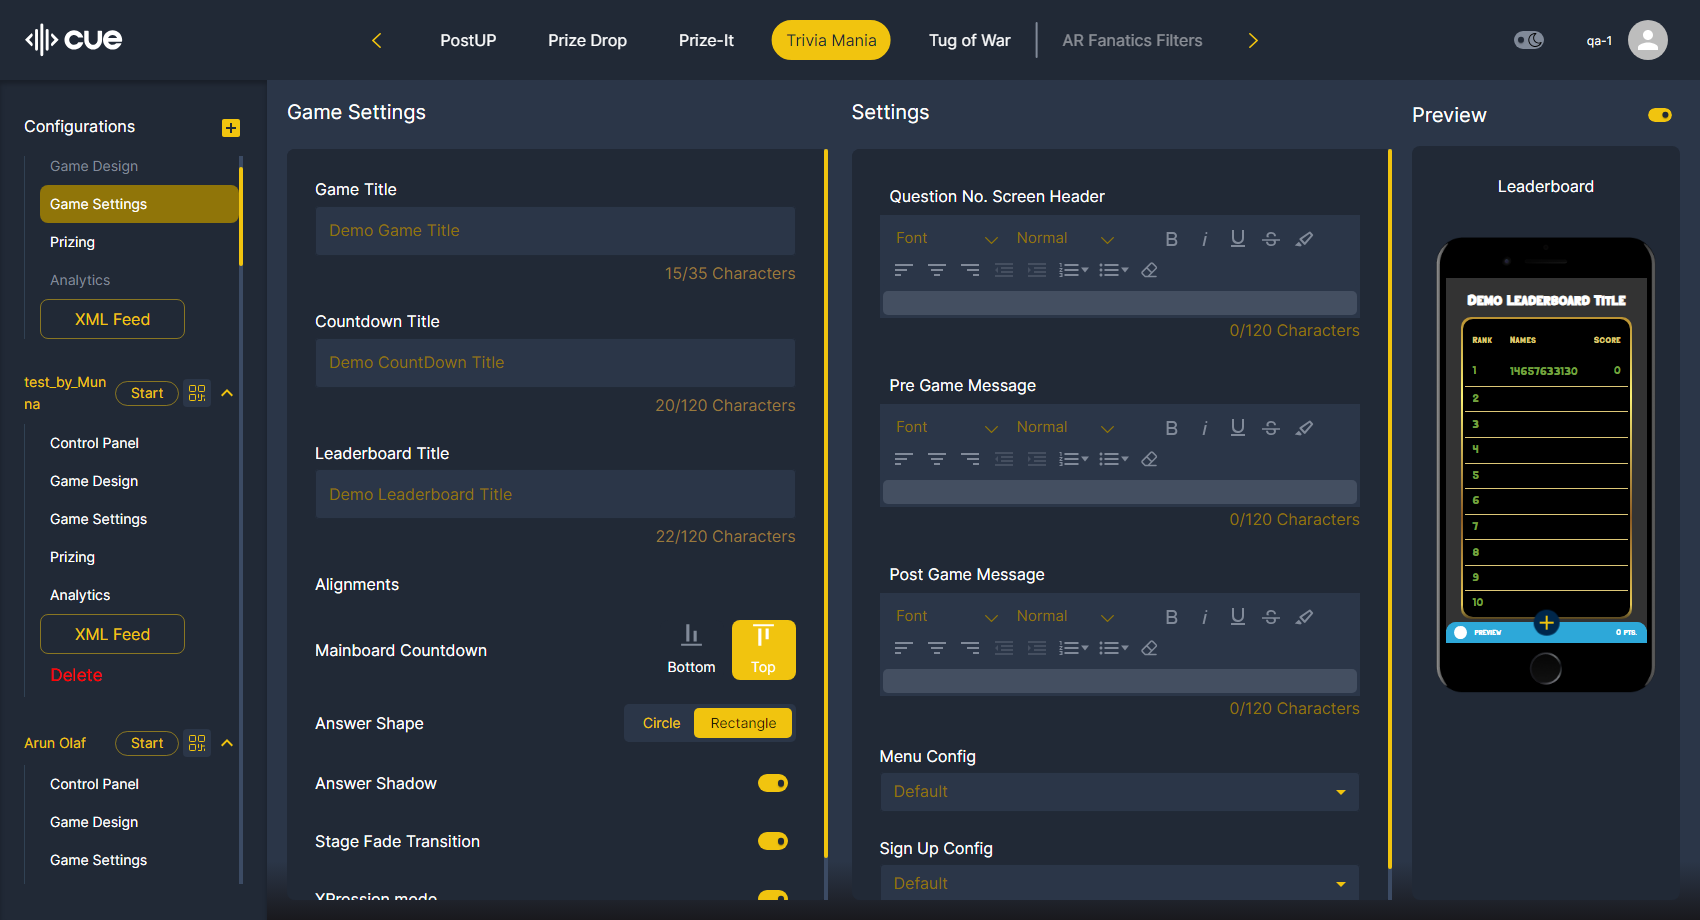 cue
PostUP
Prize Drop
Prize-It
Trivia Mania
Tug of War
AR Fanatics Filters
qa-1
Configurations
Game Design
Game Settings
Prizing
Analytics
XML Feed
test_by_Mun
na
Start
Control Panel
Game Design
Game Settings
Prizing
Analytics
XML Feed
Delete
Arun Olaf
Start
Control Panel
Game Design
Game Settings
Game Settings
Game Title
Demo Game Title
15/35 Characters
Countdown Title
Demo CountDown Title
20/120 Characters
Leaderboard Title
Demo Leaderboard Title
22/120 Characters
Alignments
Mainboard Countdown
Bottom
Top
Answer Shape
Circle
Rectangle
Answer Shadow
Stage Fade Transition
XPression mode
Settings
Question No. Screen Header
Font
Normal
0/120 Characters
Pre Game Message
Font
Normal
0/120 Characters
Post Game Message
Font
Normal
0/120 Characters
Menu Config
Default
Sign Up Config
Default
Preview
Leaderboard
Demo Leaderboard Title
Rank Names Score
1 14657633130 0
2
3
4
5
6
7
8
9
10
PREVIEW
0 PTS.